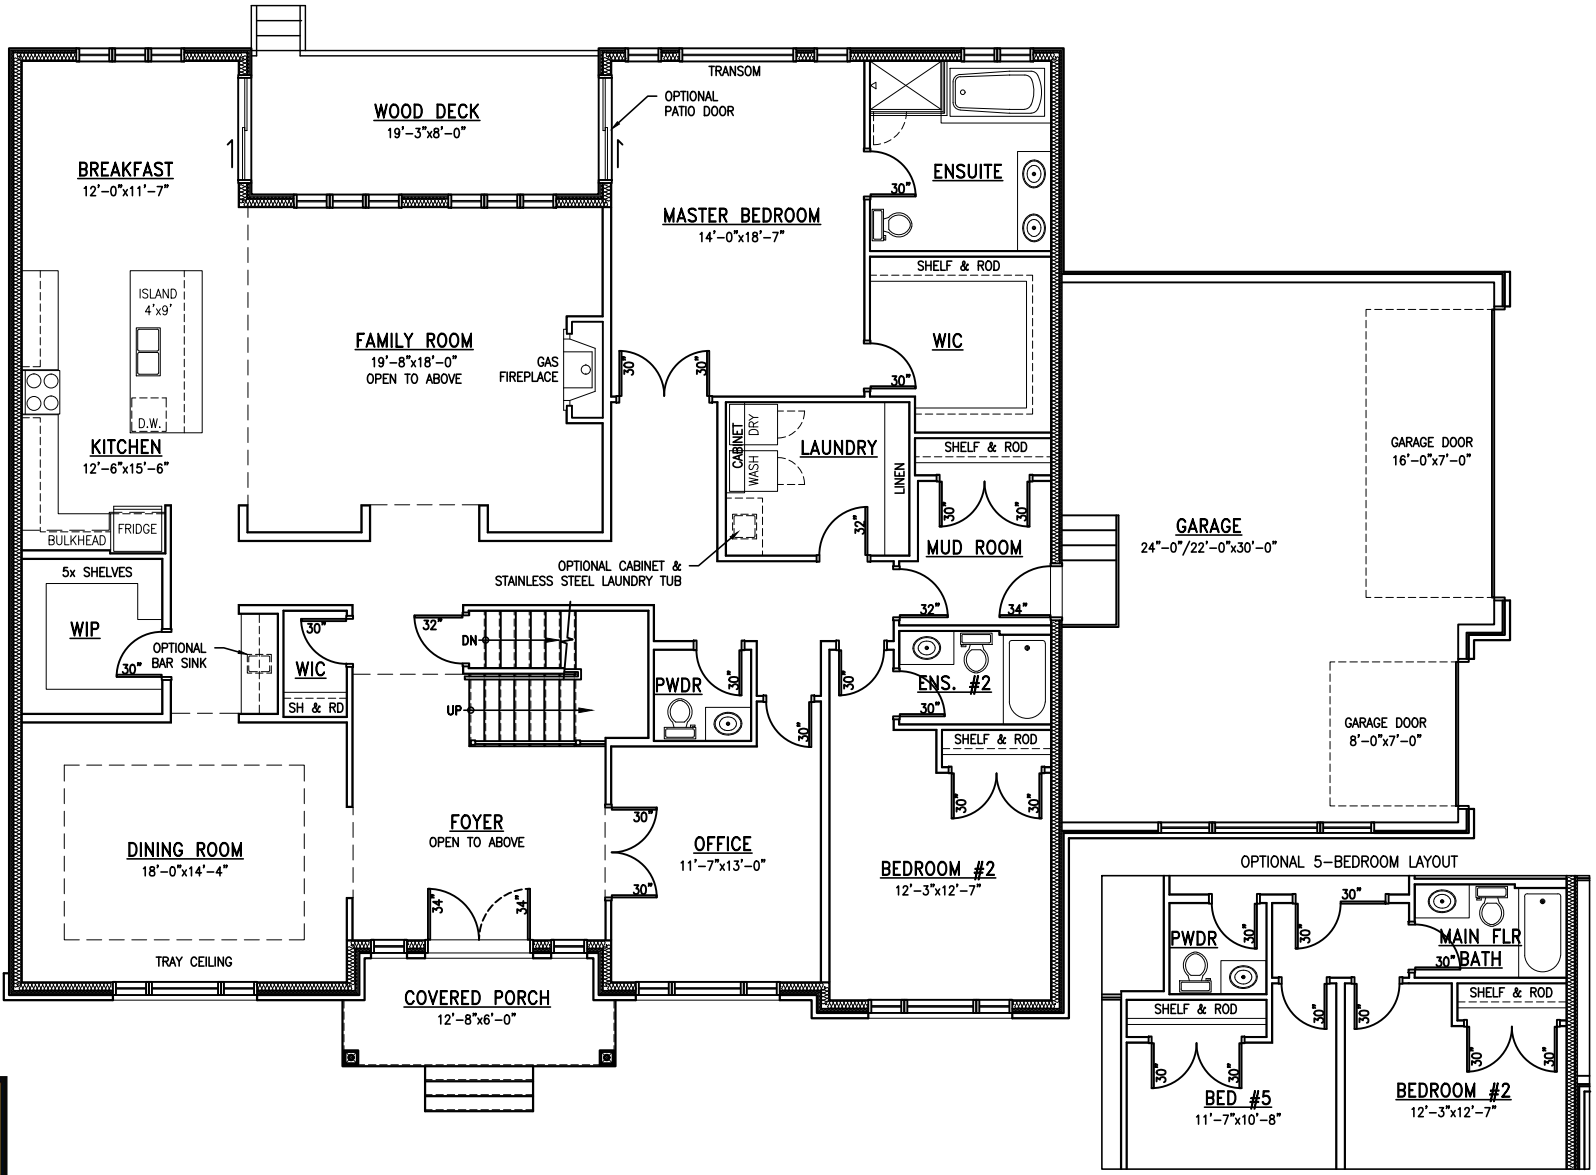 TRANSOM
WOOD DECK
19'-3"x8'-0"
OPTIONAL
PATIO DOOR
BREAKFAST
12'-0"x11'-7"
ENSUITE
30"
MASTER BEDROOM
14'-0"x18'-7"
SHELF & ROD
ISLAND
4'x9'
FAMILY ROOM
19'-8"x18'-0"
OPEN TO ABOVE
GAS
FIREPLACE
30"
30"
WIC
30"
D.W.
KITCHEN
12'-6"x15'-6"
CABINET
DRY
WASH
LAUNDRY
LINEN
SHELF & ROD
GARAGE DOOR
16'-0"x7'-0"
FRIDGE
BULKHEAD
32"
30"
30"
MUD ROOM
GARAGE
24"-0"/22'-0"x30'-0"
OPTIONAL CABINET &
STAINLESS STEEL LAUNDRY TUB
5x SHELVES
WIP
30"
OPTIONAL
BAR SINK
30"
WIC
SH & RD
32"
DN
UP
32"
34"
PWDR
30"
30"
30"
ENS. #2
30"
SHELF & ROD
30"
30"
GARAGE DOOR
8'-0"x7'-0"
DINING ROOM
18'-0"x14'-4"
TRAY CEILING
FOYER
OPEN TO ABOVE
30"
30"
34"
34"
OFFICE
11'-7"x13'-0"
BEDROOM #2
12'-3"x12'-7"
COVERED PORCH
12'-8"x6'-0"
OPTIONAL 5-BEDROOM LAYOUT
30"
PWDR
30"
30"
MAIN FLR
BATH
30"
SHELF & ROD
SHELF & ROD
30"
30"
30"
30"
30"
30"
BED #5
11'-7"x10'-8"
BEDROOM #2
12'-3"x12'-7"